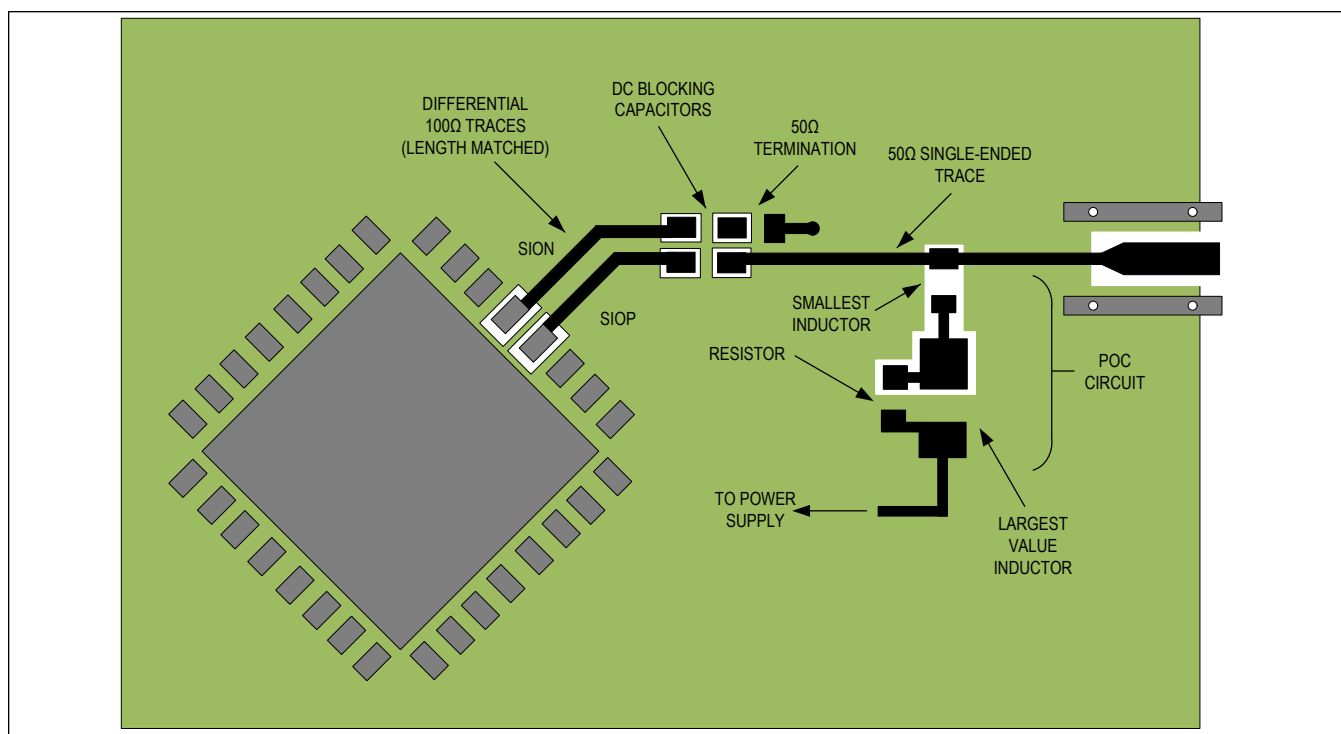 DIFFERENTIAL
100Ω TRACES
(LENGTH MATCHED)
DC BLOCKING
CAPACITORS
50Ω
TERMINATION
50Ω SINGLE-ENDED
TRACE
SION
SIOP
SMALLEST
INDUCTOR
RESISTOR
POC
CIRCUIT
TO POWER
SUPPLY
LARGEST
VALUE
INDUCTOR